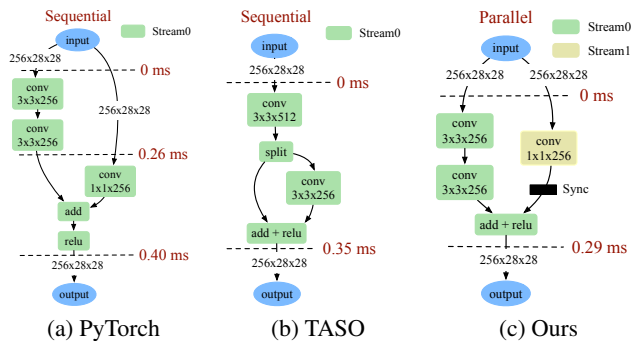 Sequential
input
Stream0
256x28x28
0 ms
conv
3x3x256
256x28x28
conv
3x3x256
0.26 ms
conv
1x1x256
add
relu
0.40 ms
256x28x28
output
(a) PyTorch
Sequential
input
Stream0
256x28x28
0 ms
conv
3x3x512
split
conv
3x3x256
add + relu
0.35 ms
256x28x28
output
(b) TASO
Parallel
input
Stream0
Stream1
256x28x28
256x28x28
0 ms
conv
3x3x256
conv
1x1x256
conv
3x3x256
Sync
add + relu
0.29 ms
256x28x28
output
(c) Ours